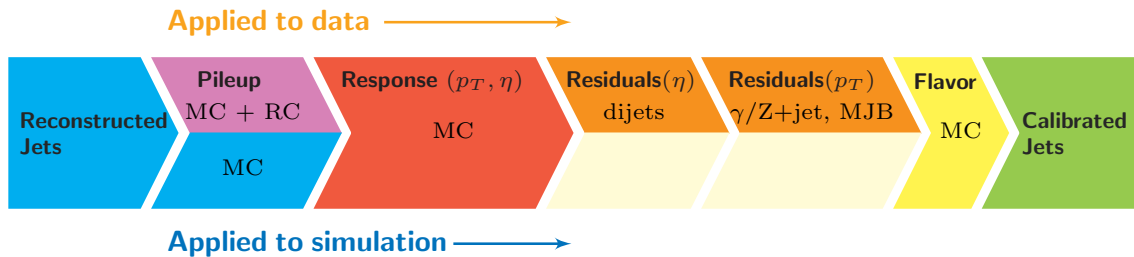 Applied to data
Reconstructed
Jets
Pileup
MC + RC
MC
Response (p_T, η)
MC
Residuals(η)
dijets
Residuals(p_T)
γ/Z+jet, MJB
Flavor
MC
Calibrated
Jets
Applied to simulation